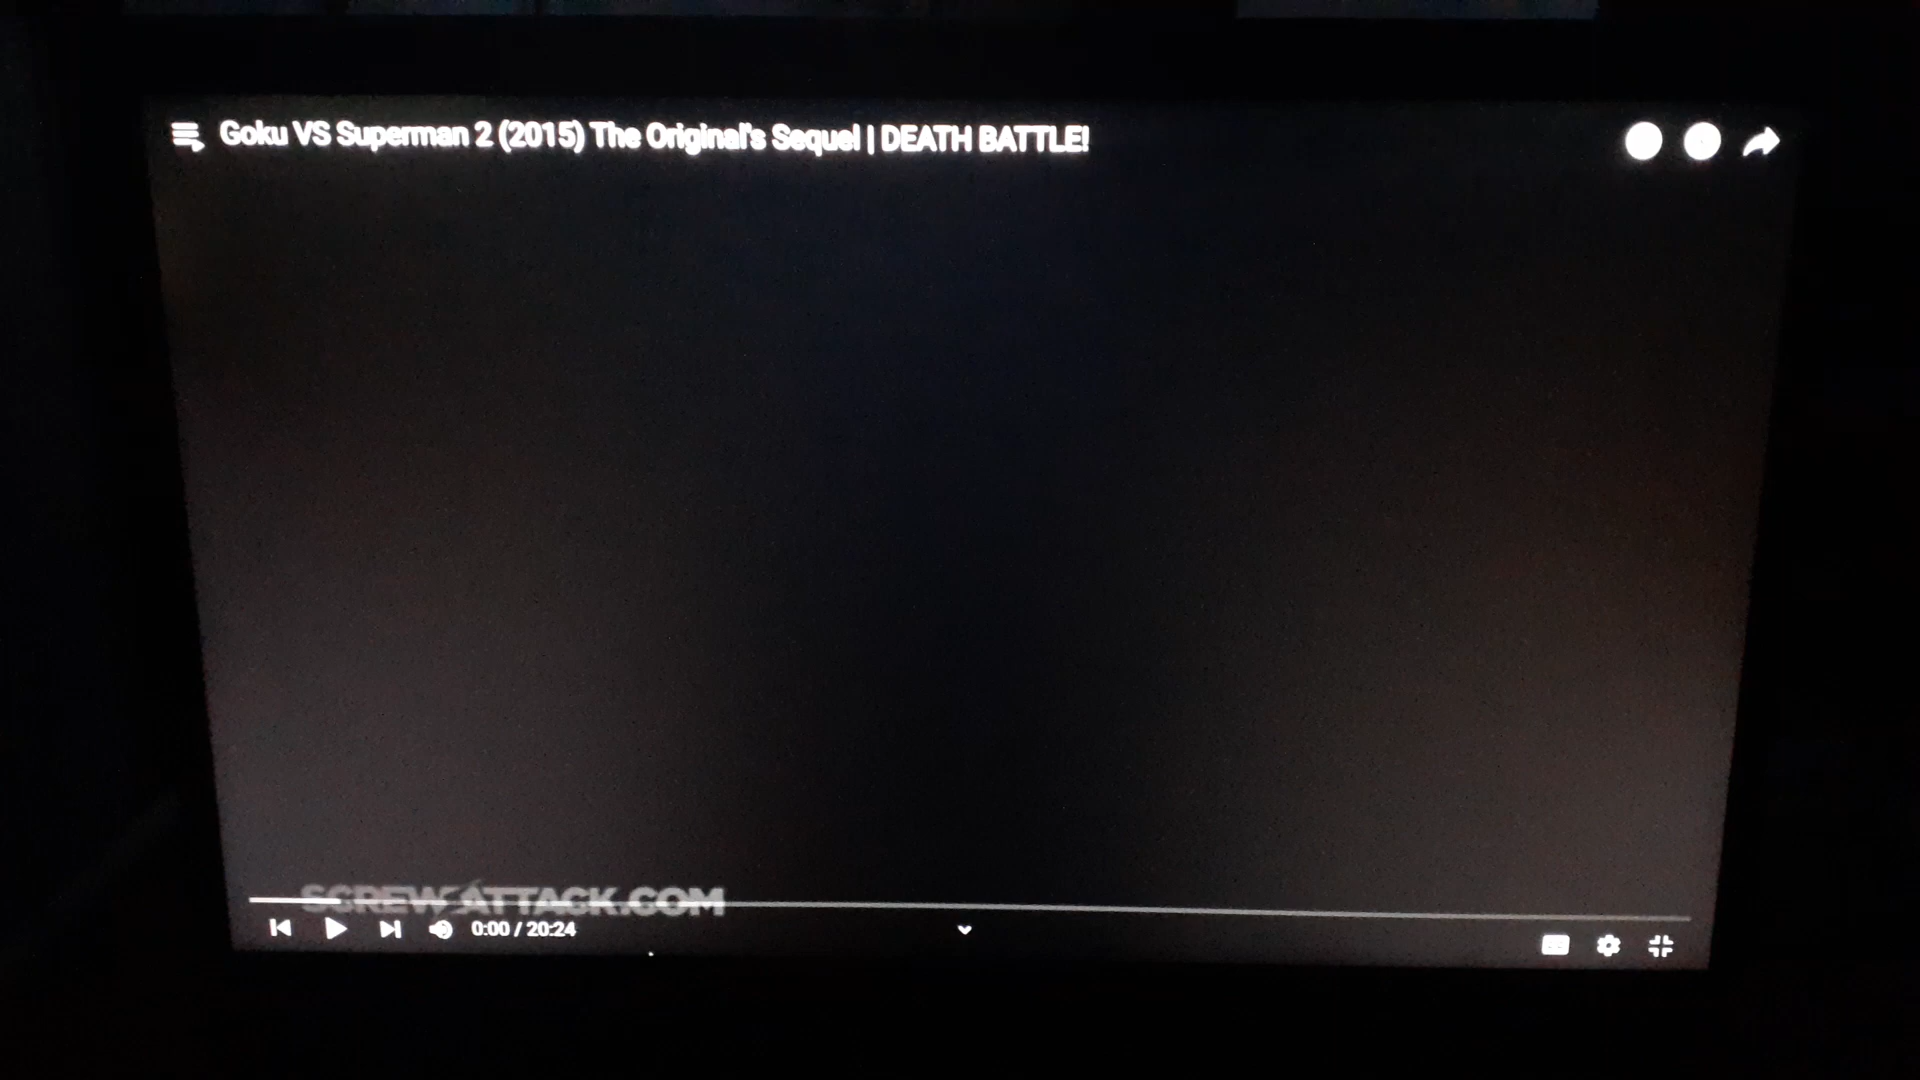 Goku VS Superman 2 (2015) The Original's Sequel | DEATH BATTLE!
SCREWATTACK.COM
0:00 / 20:24